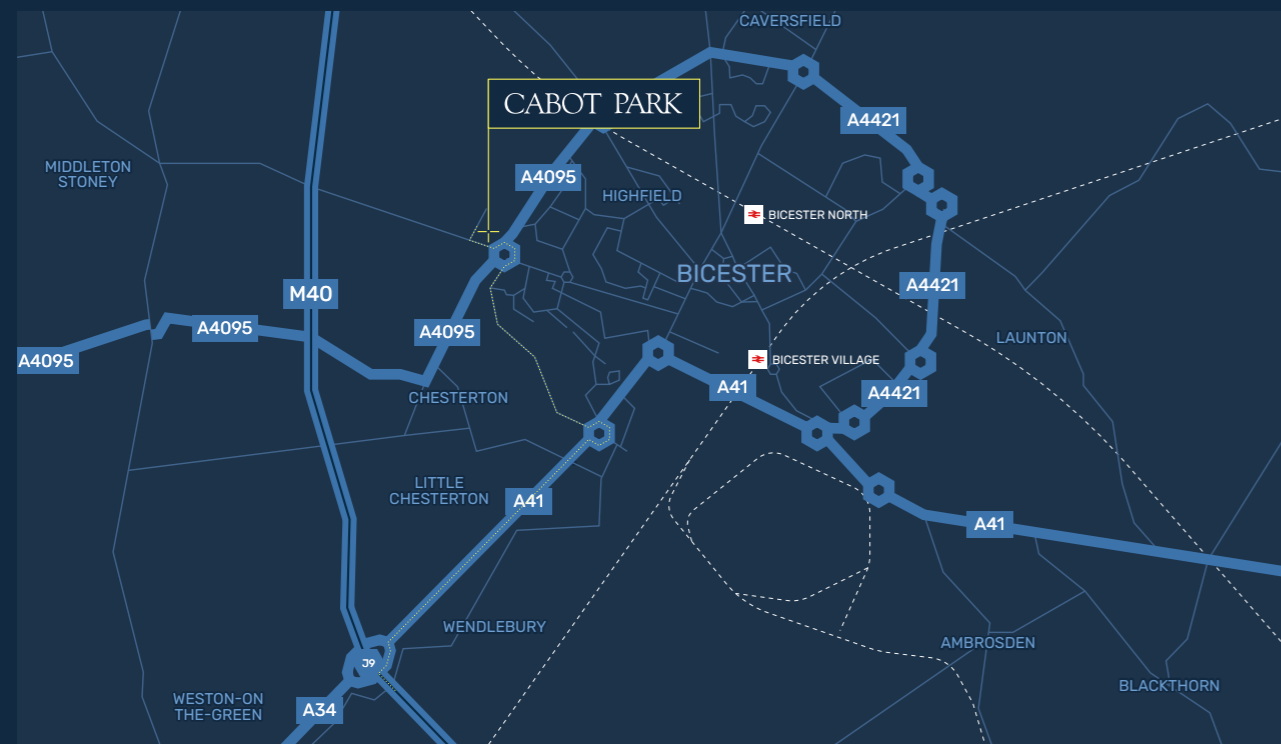 CAVERSFIELD
CABOT PARK
A4421
MIDDLETON
STONEY
A4095
HIGHFIELD
BICESTER NORTH
BICESTER
M40
A4421
A4095
A4095
A4095
LAUNTON
BICESTER VILLAGE
A41
A4421
CHESTERTON
LITTLE
CHESTERTON
A41
A41
WENDLEBURY
AMBROSDEN
J9
BLACKTHORN
WESTON-ON
THE-GREEN
A34